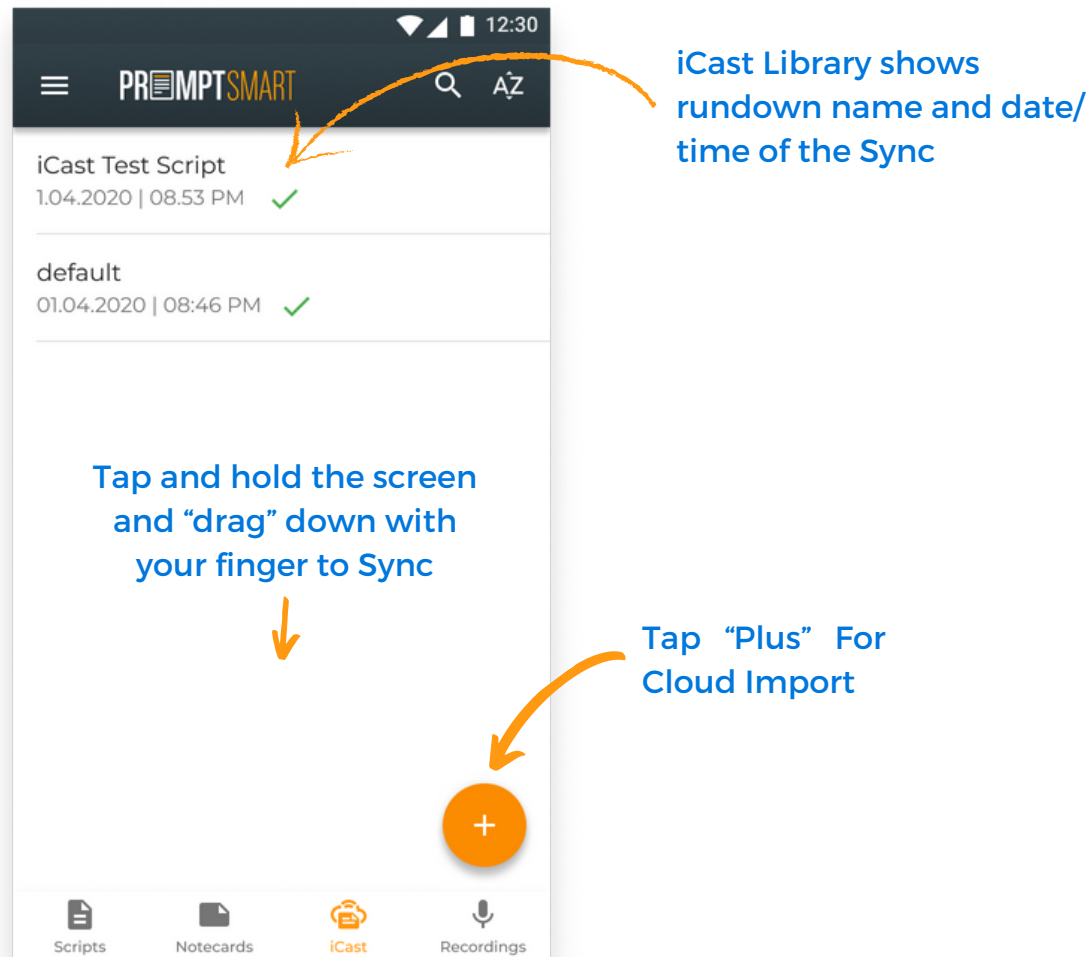 12:30
PROMPTSMART
AZ
iCast Library shows
rundown name and date/
time of the Sync
iCast Test Script
1.04.2020 | 08.53 PM
default
01.04.2020 | 08:46 PM
Tap and hold the screen
and “drag” down with
your finger to Sync
Tap “Plus” For
Cloud Import
+
Scripts Notecards iCast Recordings